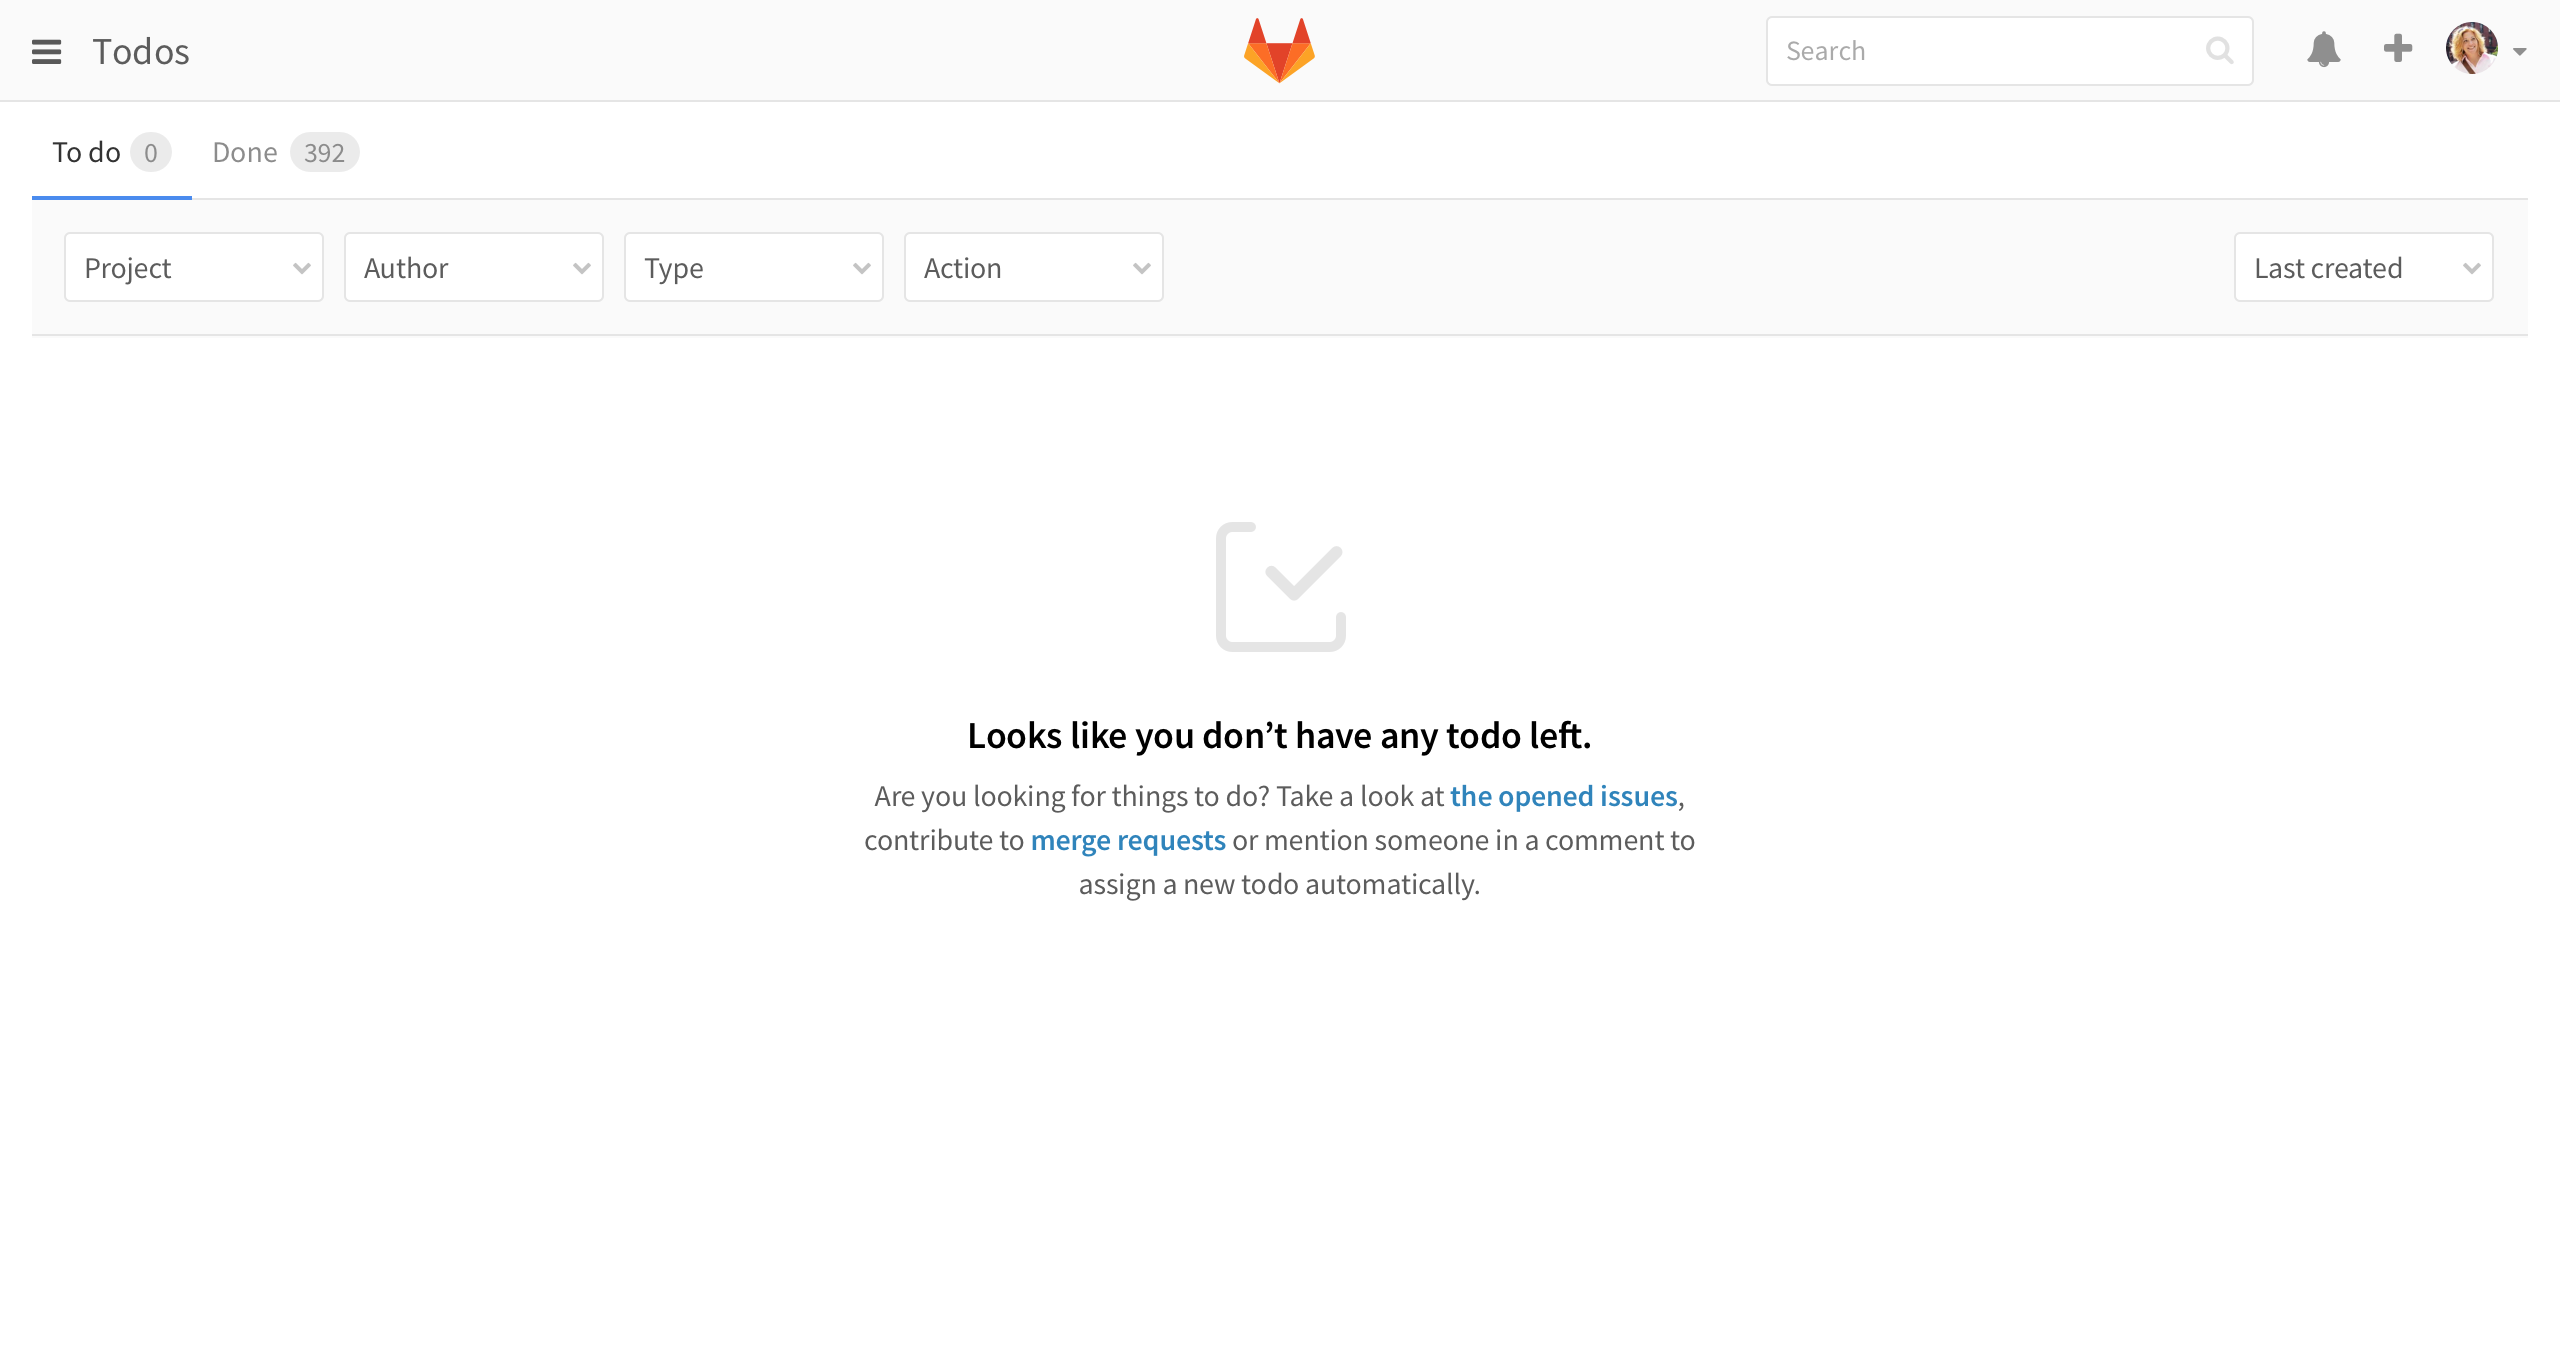 Todos
Search
To do 0
Done 392
Project
Author
Type
Action
Last created
Looks like you don’t have any todo left.
Are you looking for things to do? Take a look at the opened issues,
contribute to merge requests or mention someone in a comment to
assign a new todo automatically.